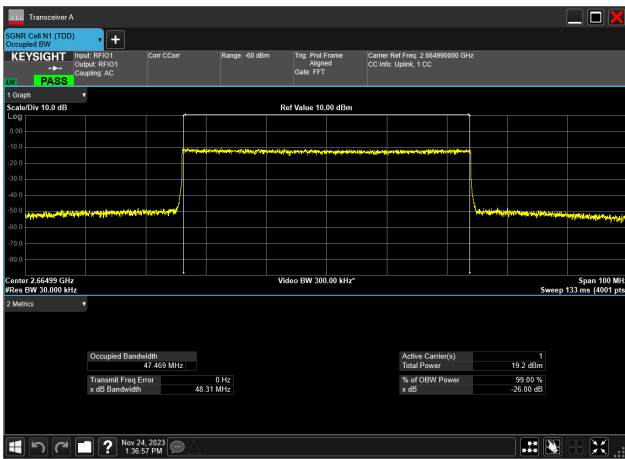 Transceiver A
5GNR Cell N1 (TDD)
Occupied BW
KEYSIGHT
Input: RFIO1
Output: RFIO1
Coupling: AC
Corr CCorr
Range: -60 dBm
Trig: Prot Frame
Aligned
Gate: FFT
Carrier Ref Freq: 2.664990000 GHz
CC Info: Uplink, 1 CC
PASS
1 Graph
Scale/Div 10.0 dB
Ref Value 10.00 dBm
Log
0.00
-10.0
-20.0
-30.0
-40.0
-50.0
-60.0
-70.0
-80.0
Center 2.66499 GHz
Video BW 300.00 kHz*
Span 100 MHz
#Res BW 30.000 kHz
Sweep 133 ms (4001 pts
2 Metrics
Occupied Bandwidth
47.469 MHz
Active Carrier(s) 1
Total Power 19.2 dBm
Transmit Freq Error 0 Hz
x dB Bandwidth 48.31 MHz
% of OBW Power 99.00 %
x dB -26.00 dB
Nov 24, 2023
1:36:57 PM